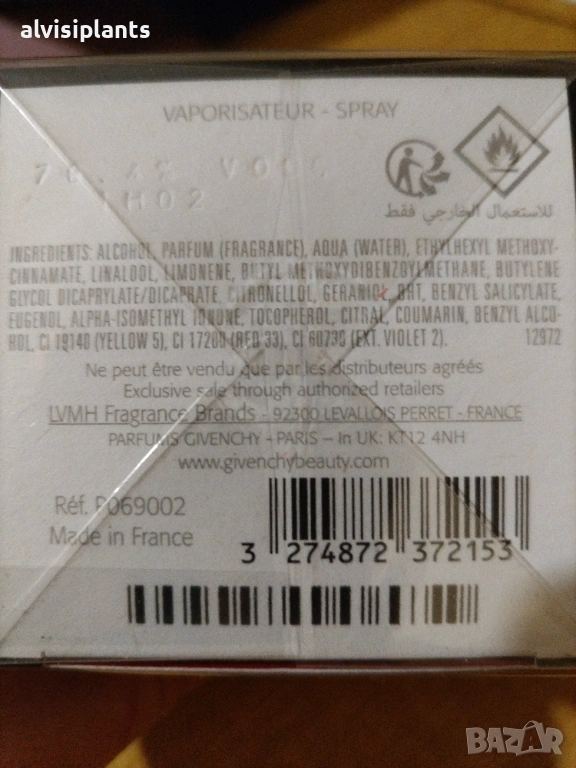 alvisiplants
VAPORISATEUR - SPRAY
1H02
للاستعمال الخارجي فقط
INGREDIENTS: ALCOHOL, PARFUM (FRAGRANCE), AQUA (WATER), ETHYLHEXYL METHOXY-
CINNAMATE, LINALOOL, LIMONENE, BUTYL METHOXYDIBENZOYLMETHANE, BUTYLENE
GLYCOL DICAPRYLATE/DICAPRATE, CITRONELLOL, GERANIOL, BHT, BENZYL SALICYLATE,
EUGENOL, ALPHA-ISOMETHYL IONONE, TOCOPHEROL, CITRAL, COUMARIN, BENZYL ALCO-
HOL, CI 19140 (YELLOW 5), CI 17200 (RED 33), CI 60730 (EXT. VIOLET 2). 12972
Ne peut être vendu que par les distributeurs agréés
Exclusive sale through authorized retailers
LVMH Fragrance Brands - 92300 LEVALLOIS PERRET - FRANCE
PARFUMS GIVENCHY - PARIS - In UK: KT12 4NH
www.givenchybeauty.com
Réf. P069002
Made in France
3 274872 372153
BAZAR